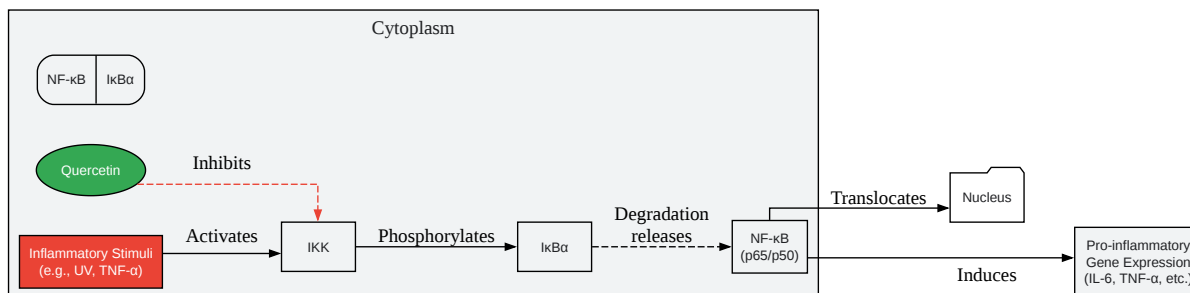 Cytoplasm
NF-κB
IκBα
Quercetin
Inhibits
Inflammatory Stimuli
(e.g., UV, TNF-α)
Activates
IKK
Phosphorylates
IκBα
Degradation
releases
NF-κB
(p65/p50)
Translocates
Nucleus
Induces
Pro-inflammatory
Gene Expression
(IL-6, TNF-α, etc.)